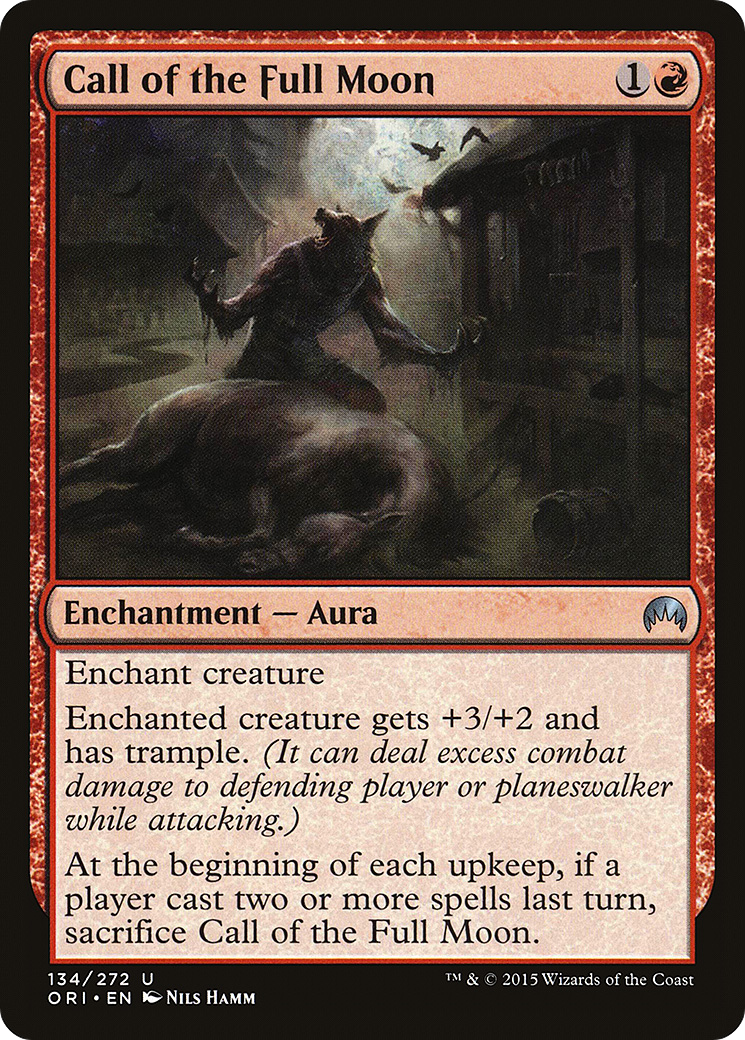 Call of the Full Moon 1
Enchantment — Aura
Enchant creature
Enchanted creature gets +3/+2 and
has trample. (It can deal excess combat
damage to defending player or planeswalker
while attacking.)
At the beginning of each upkeep, if a
player cast two or more spells last turn,
sacrifice Call of the Full Moon.
134/272 U
™ & © 2015 Wizards of the Coast
ORI • EN Nils Hamm